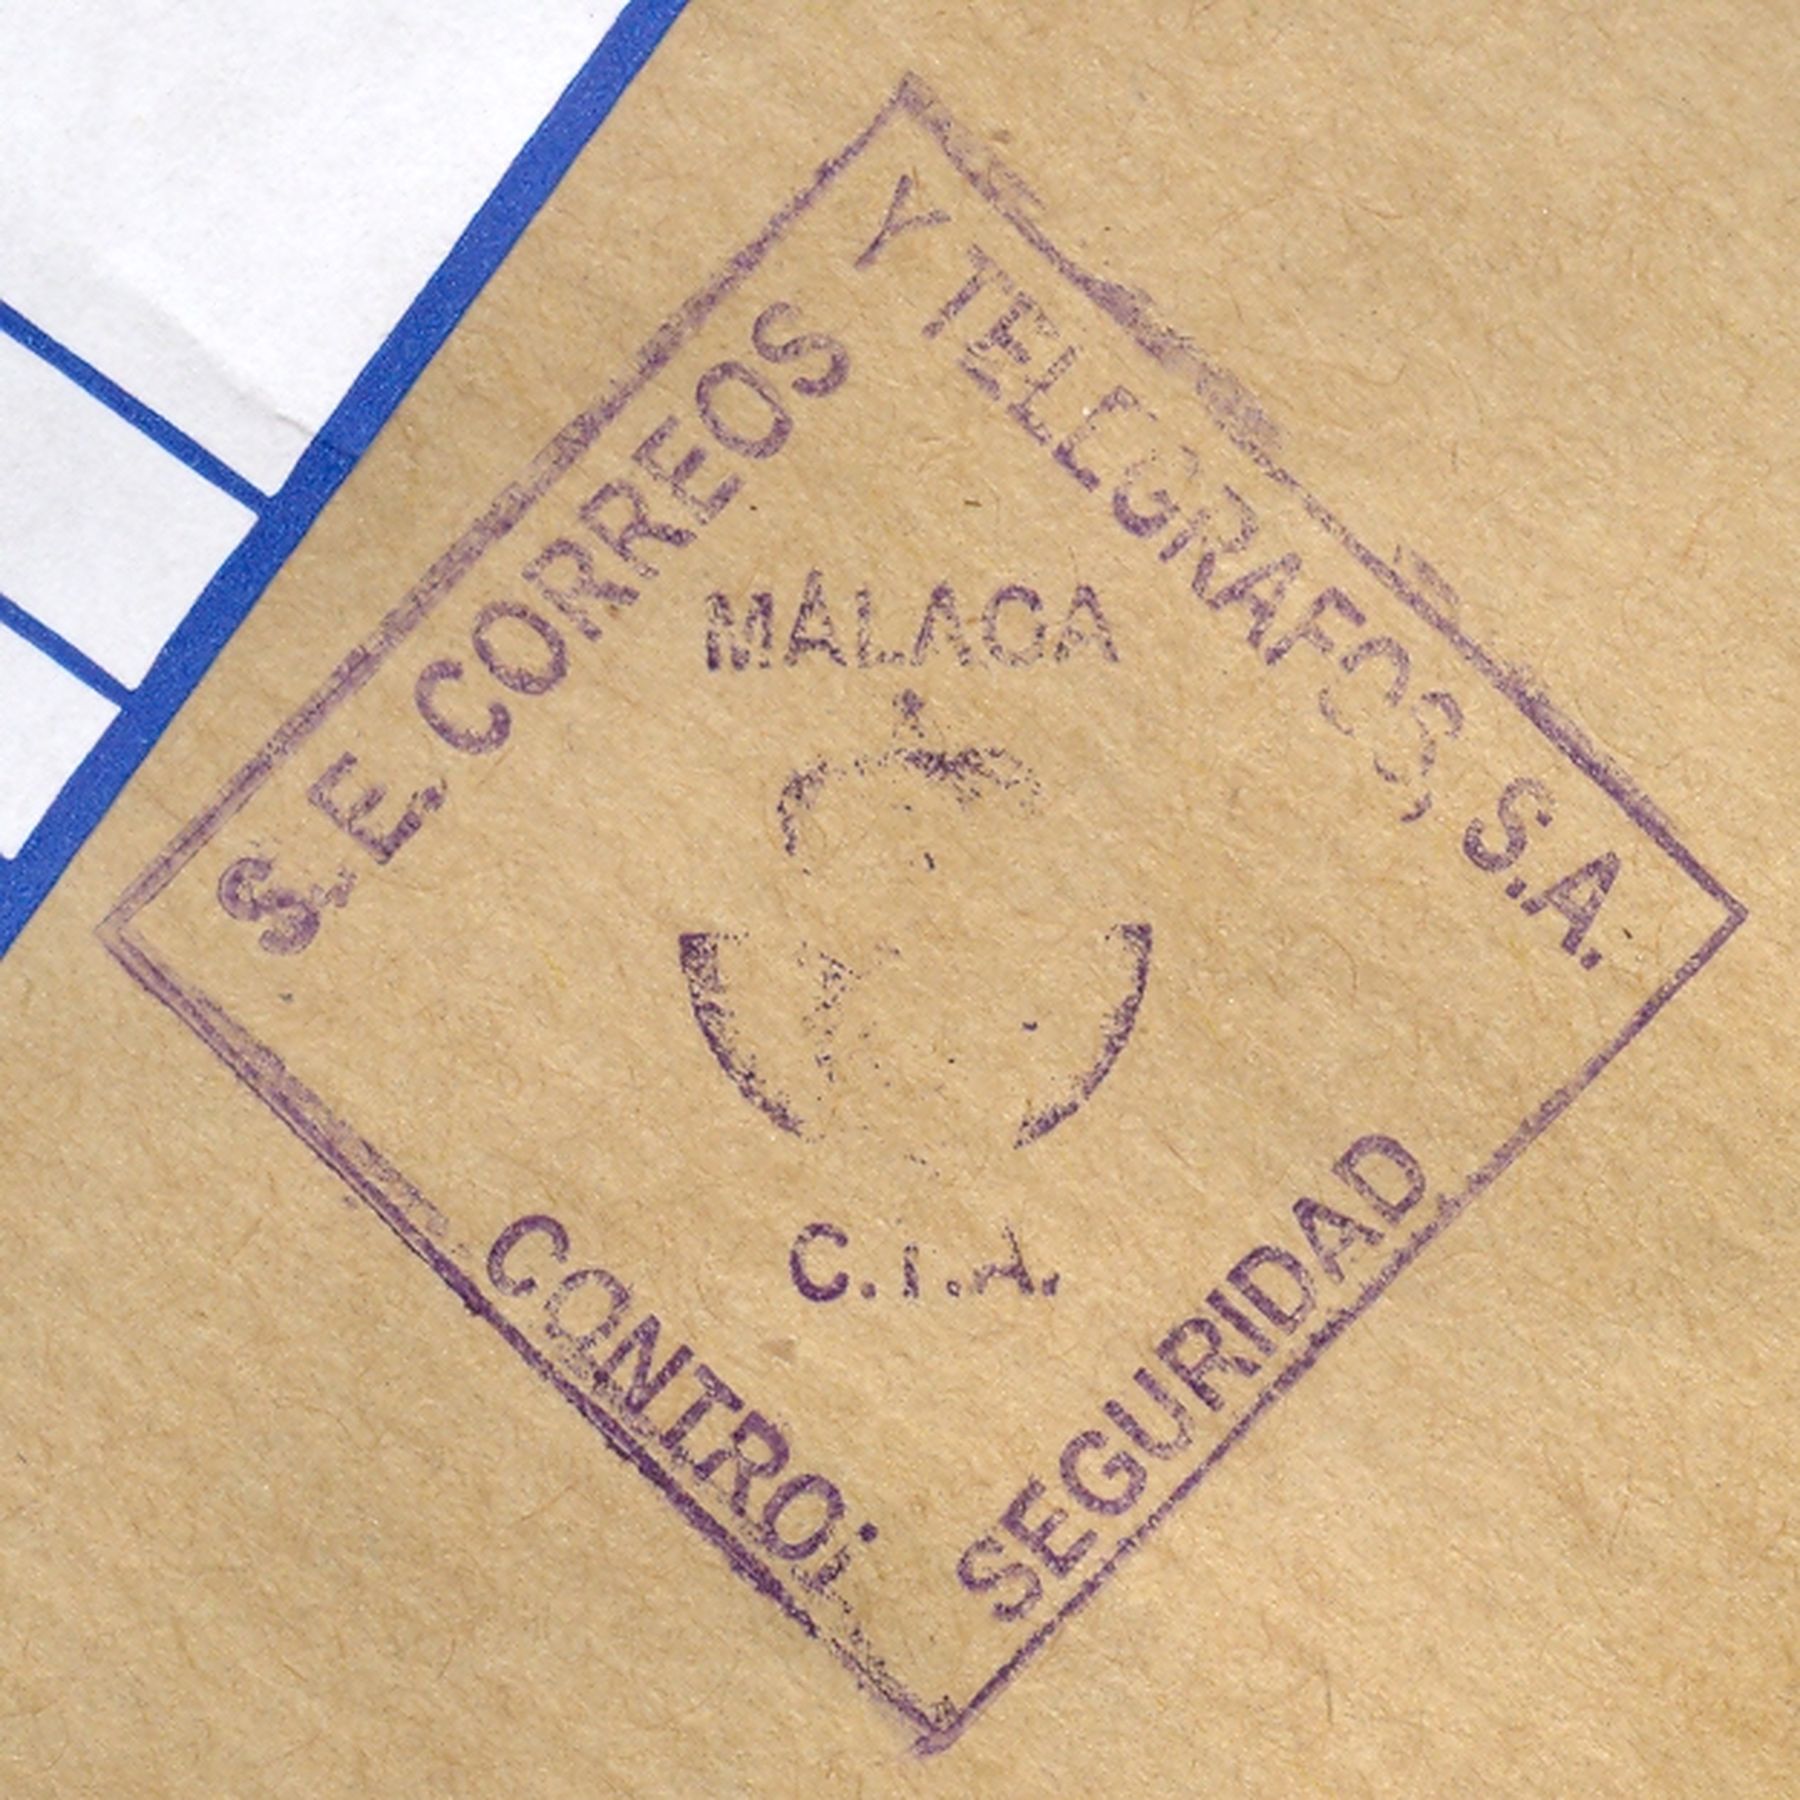 S.E. CORREOS
Y TELEGRAFOS, S.A.
MALAGA
C.T.A.
CONTROL
SEGURIDAD